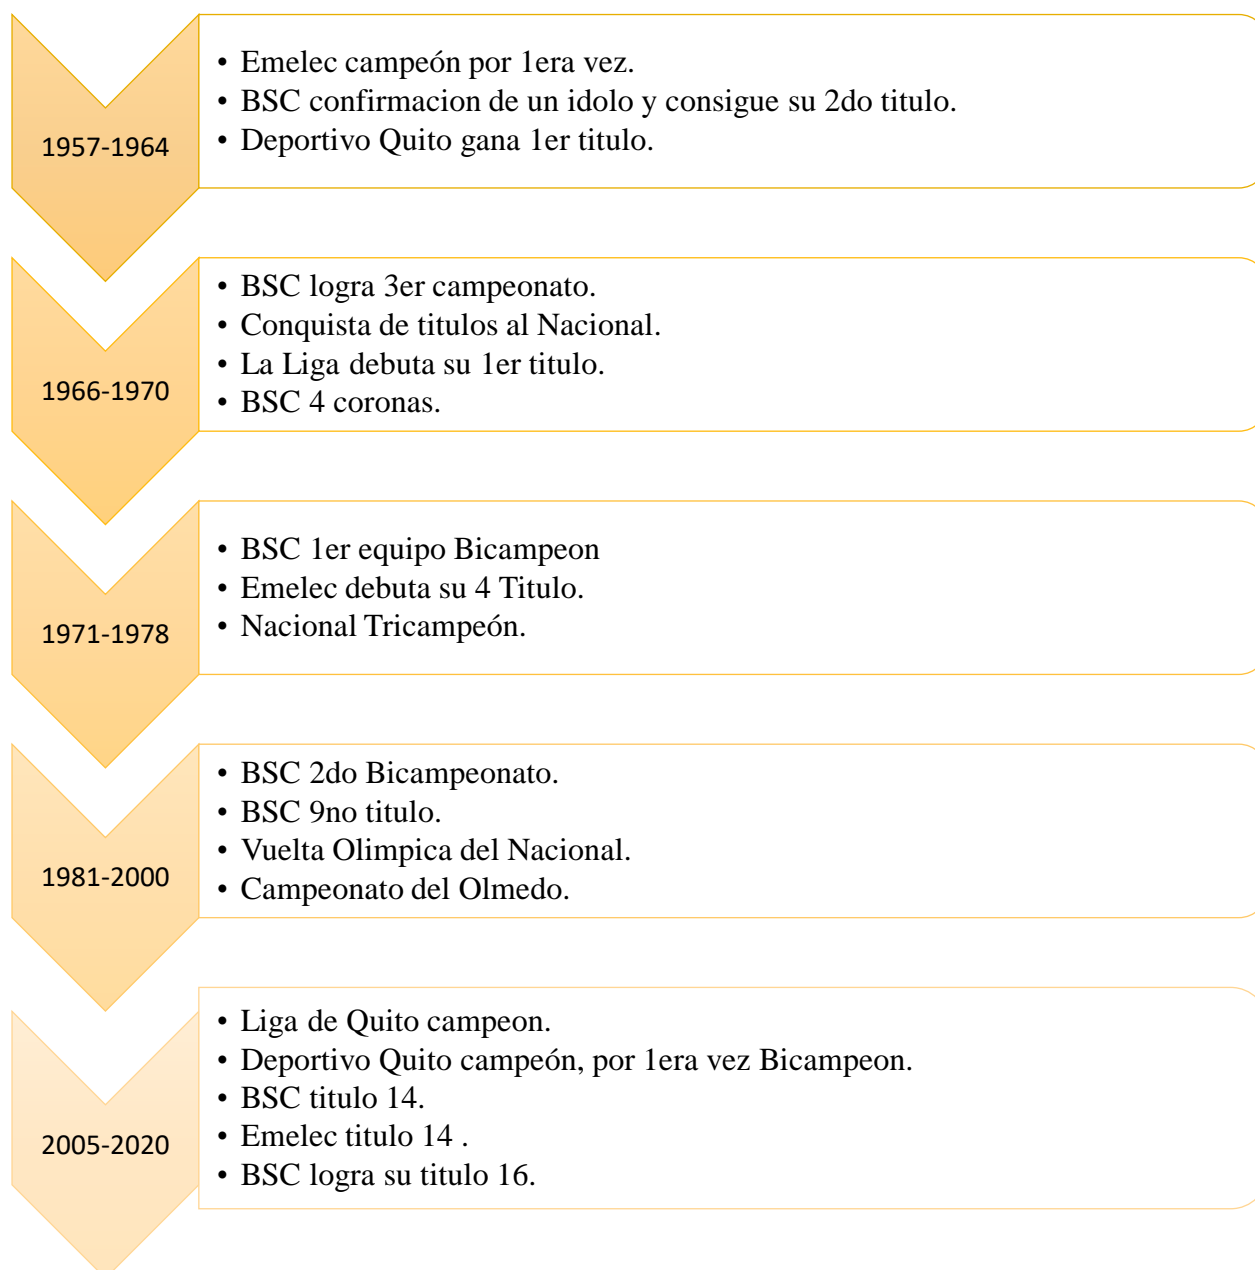 1957-1964
• Emelec campeón por 1era vez.
• BSC confirmacion de un idolo y consigue su 2do titulo.
• Deportivo Quito gana 1er titulo.
1966-1970
• BSC logra 3er campeonato.
• Conquista de titulos al Nacional.
• La Liga debuta su 1er titulo.
• BSC 4 coronas.
1971-1978
• BSC 1er equipo Bicampeon
• Emelec debuta su 4 Titulo.
• Nacional Tricampeón.
1981-2000
• BSC 2do Bicampeonato.
• BSC 9no titulo.
• Vuelta Olimpica del Nacional.
• Campeonato del Olmedo.
2005-2020
• Liga de Quito campeon.
• Deportivo Quito campeón, por 1era vez Bicampeon.
• BSC titulo 14.
• Emelec titulo 14 .
• BSC logra su titulo 16.